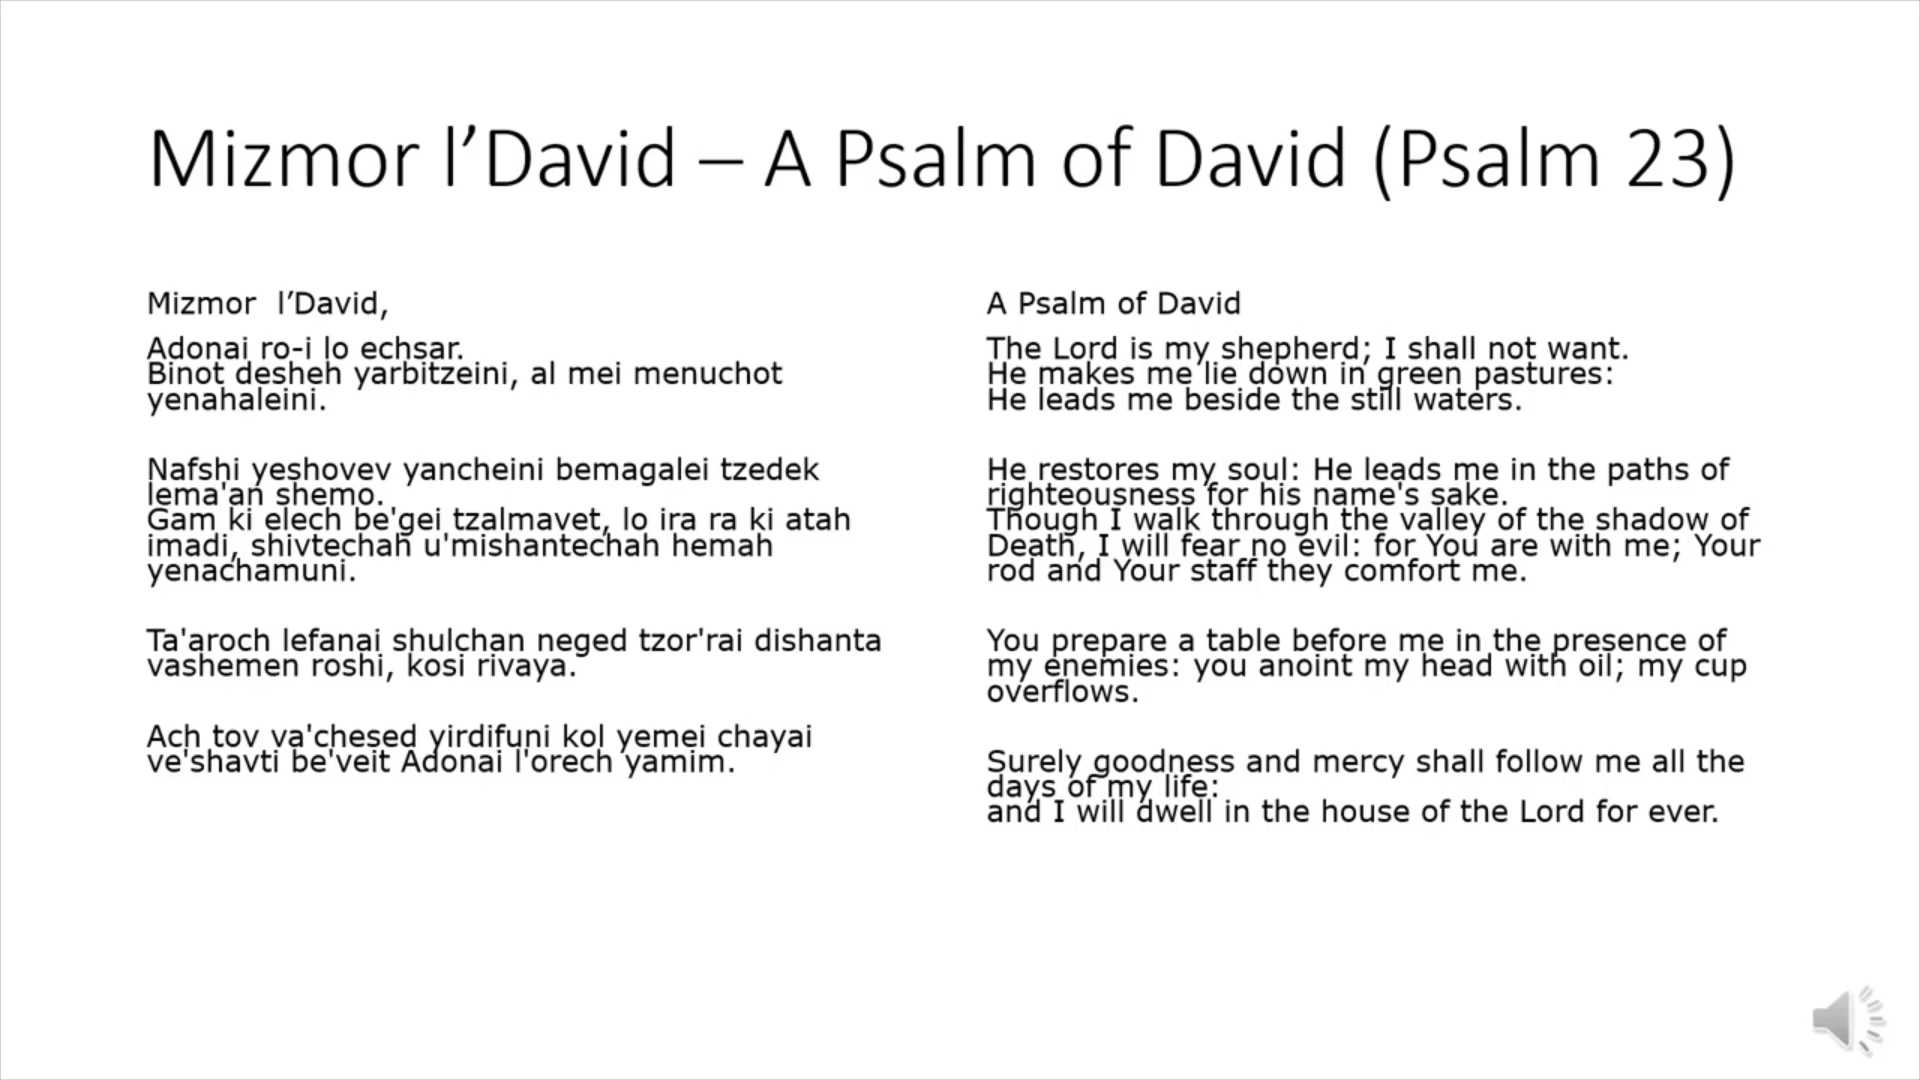 Mizmor l’David – A Psalm of David (Psalm 23)
Mizmor l’David,
Adonai ro-i lo echsar.
Binot desheh yarbitzeini, al mei menuchot
yenahaleini.
Nafshi yeshovev yancheini bemagalei tzedek
lema'an shemo.
Gam ki elech be'gei tzalmavet, lo ira ra ki atah
imadi, shivtechah u'mishantechah hemah
yenachamuni.
Ta'aroch lefanai shulchan neged tzor'rai dishanta
vashemen roshi, kosi rivaya.
Ach tov va'chesed yirdifuni kol yemei chayai
ve'shavti be'veit Adonai l'orech yamim.
A Psalm of David
The Lord is my shepherd; I shall not want.
He makes me lie down in green pastures:
He leads me beside the still waters.
He restores my soul: He leads me in the paths of
righteousness for his name's sake.
Though I walk through the valley of the shadow of
Death, I will fear no evil: for You are with me; Your
rod and Your staff they comfort me.
You prepare a table before me in the presence of
my enemies: you anoint my head with oil; my cup
overflows.
Surely goodness and mercy shall follow me all the
days of my life:
and I will dwell in the house of the Lord for ever.